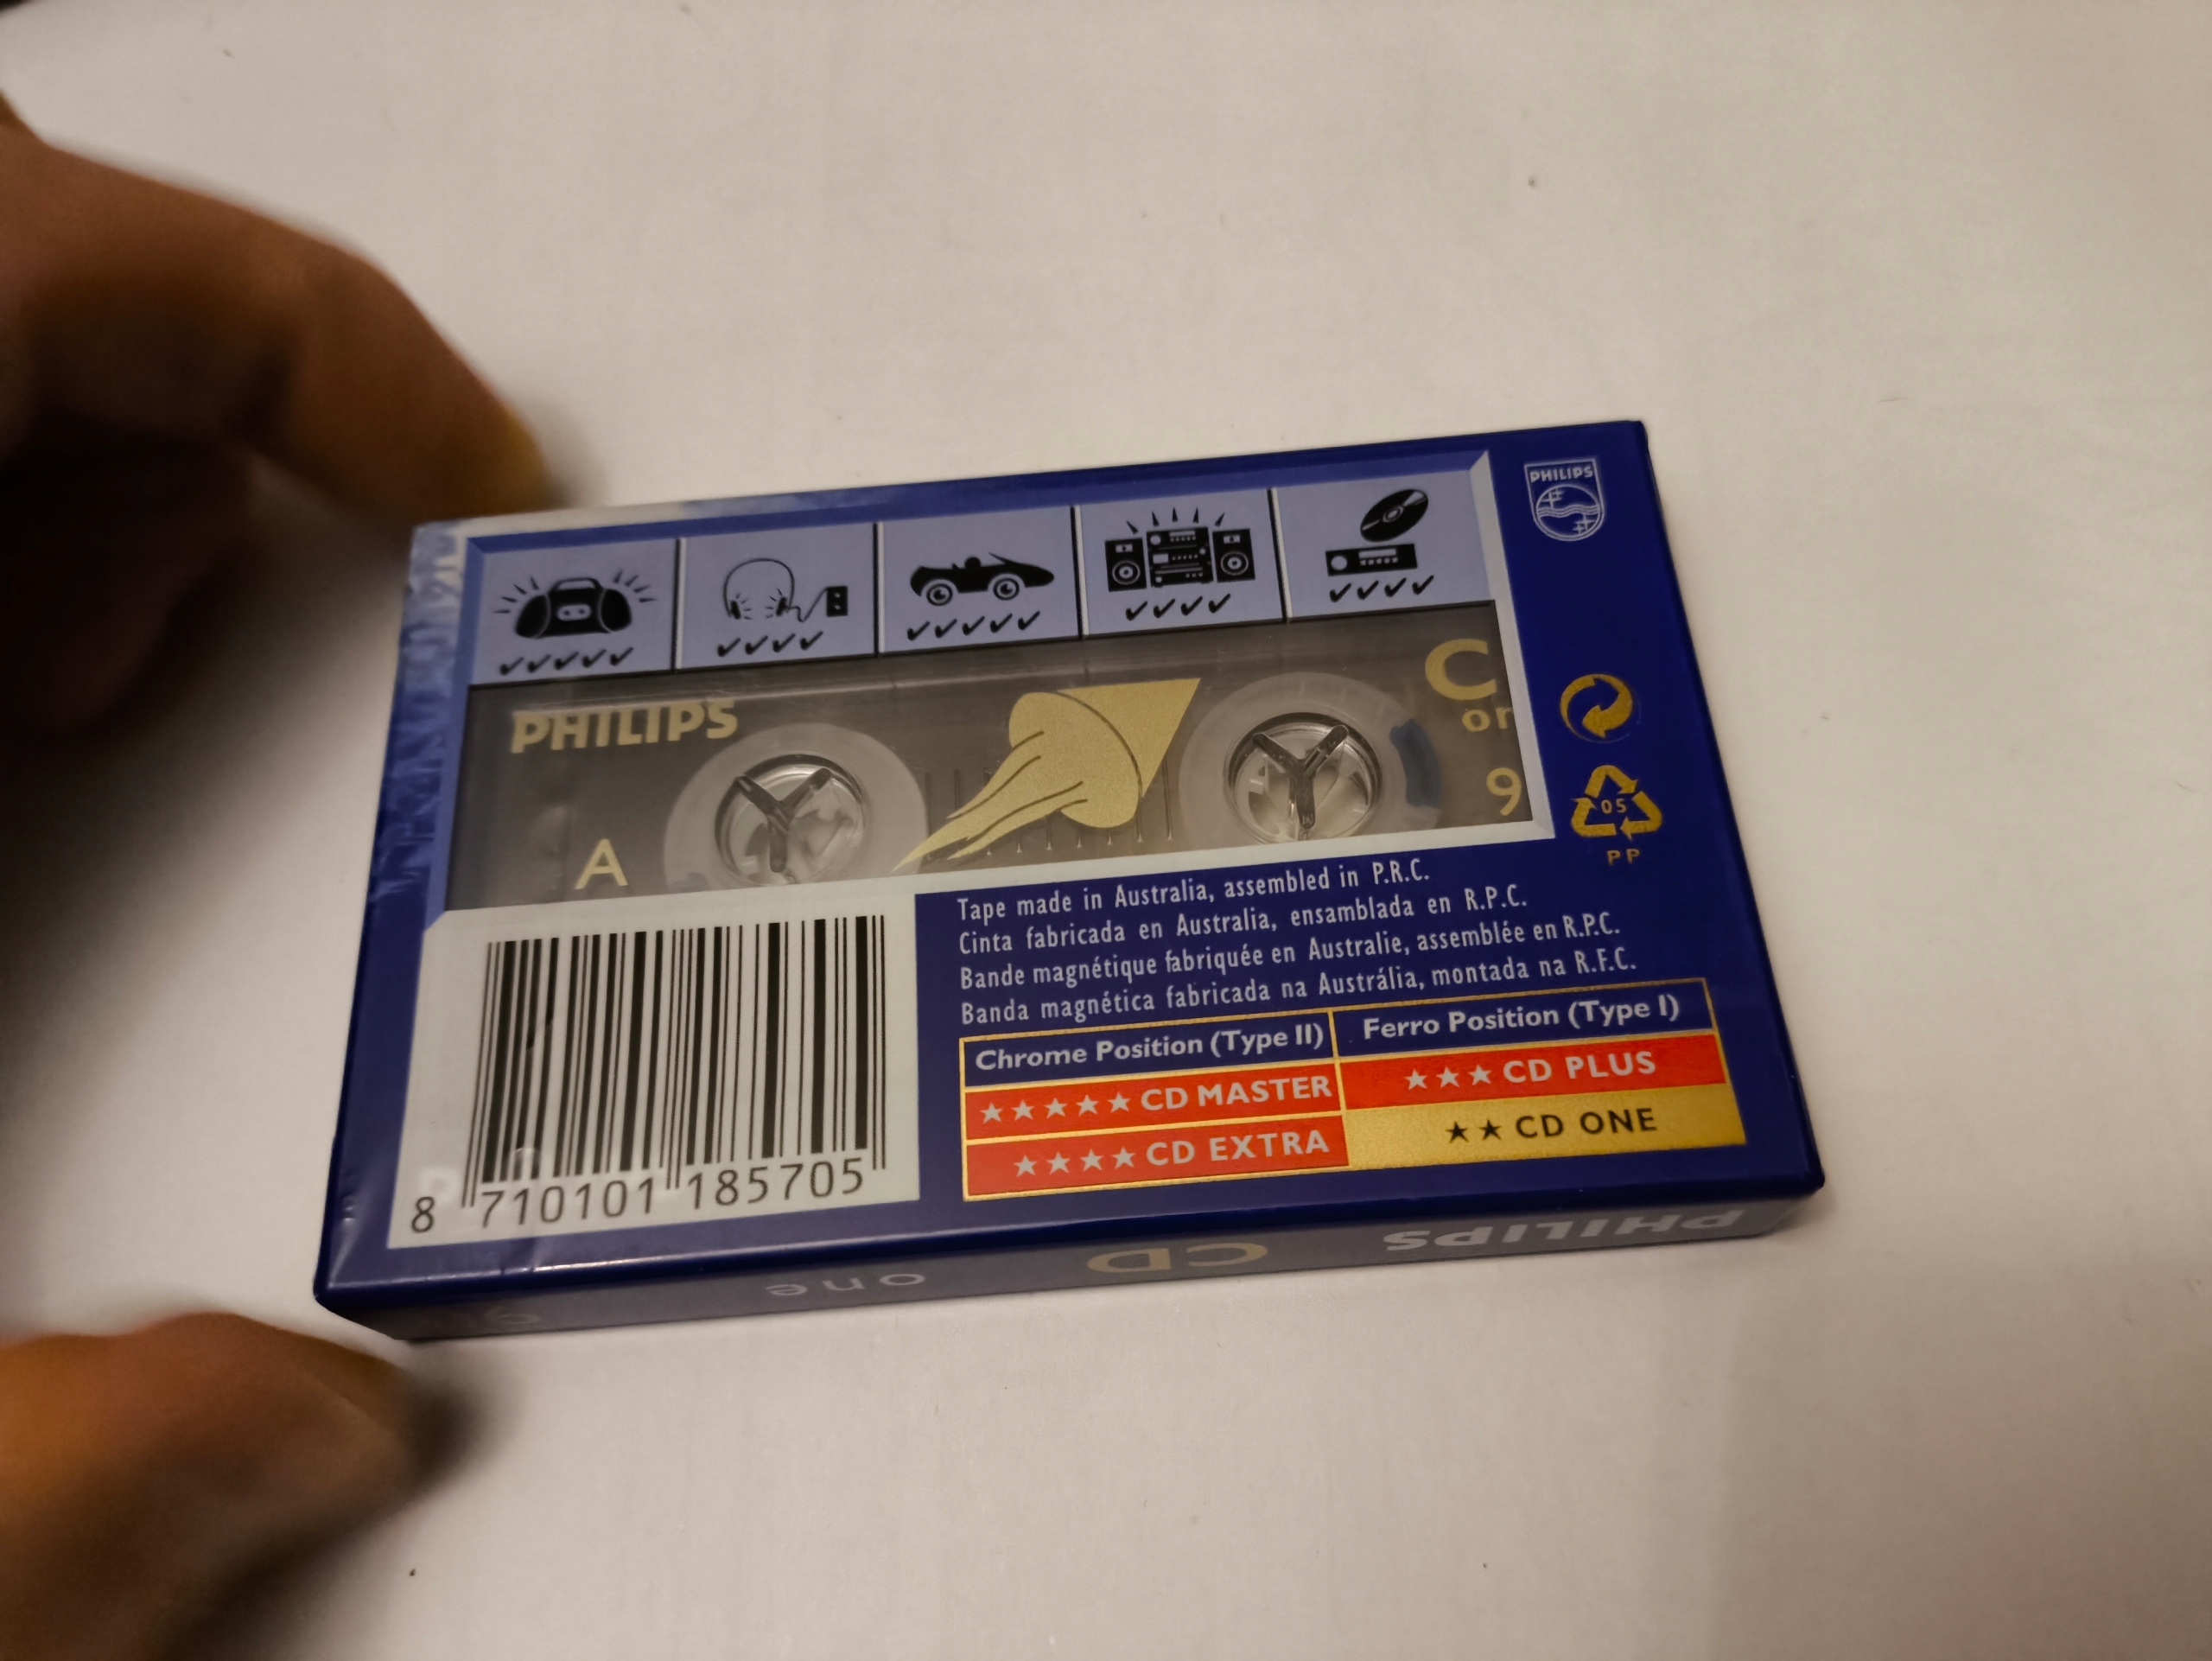 PHILIPS
PHILIPS
C
on
9
A
05
PP
Tape made in Australia, assembled in P.R.C.
Cinta fabricada en Australia, ensamblada en R.P.C.
Bande magnétique fabriquée en Australie, assemblée en R.P.C.
Banda magnética fabricada na Austrália, montada na R.F.C.
Chrome Position (Type II) Ferro Position (Type I)
★★★★★ CD MASTER ★★★ CD PLUS
★★★★ CD EXTRA ★★ CD ONE
8 710101 185705
PHILIPS CD one